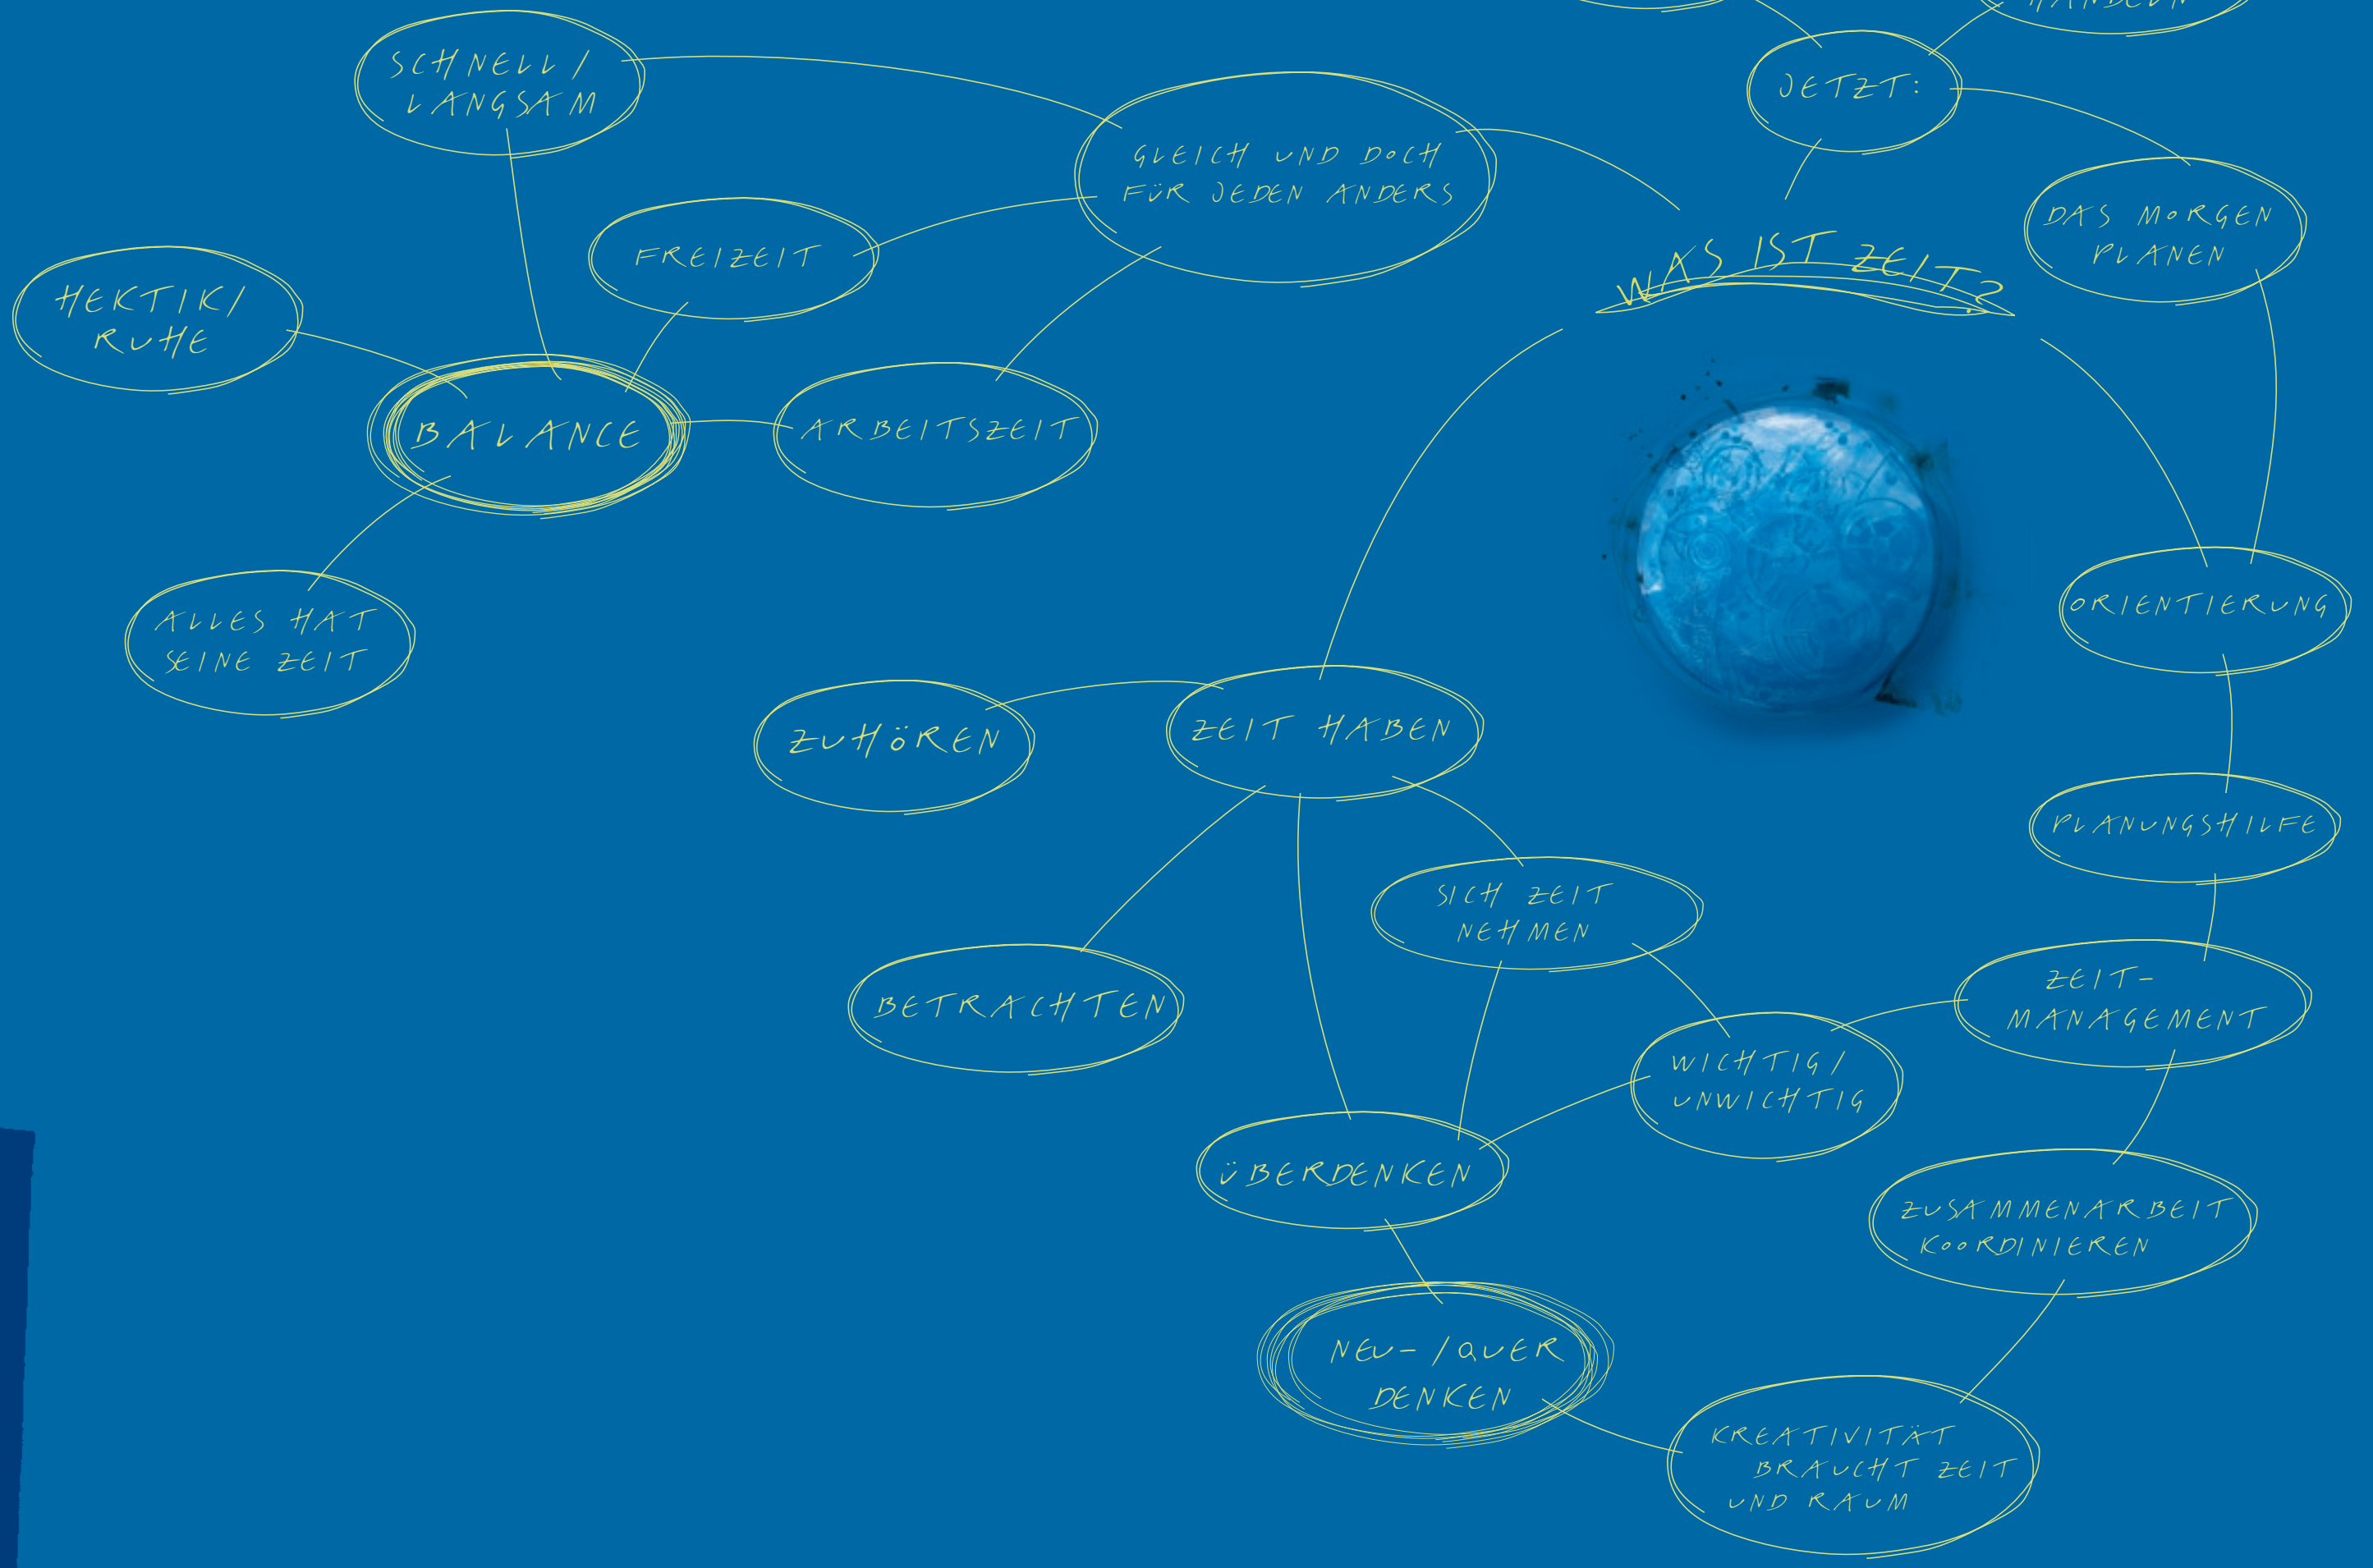 SCHNELL /
LANGSAM
JETZT:
GLEICH UND DOCH
FÜR JEDEN ANDERS
DAS MORGEN
PLANEN
WAS IST ZEIT?
FREIZEIT
HEKTIK/
RUHE
BALANCE
ARBEITSZEIT
ALLES HAT
SEINE ZEIT
ORIENTIERUNG
ZUHÖREN
ZEIT HABEN
PLANUNGSHILFE
SICH ZEIT
NEHMEN
BETRACHTEN
ZEIT-
MANAGEMENT
WICHTIG /
UNWICHTIG
ÜBERDENKEN
ZUSAMMENARBEIT
KOORDINIEREN
NEU- / QUER
DENKEN
KREATIVITÄT
BRAUCHT ZEIT
UND RAUM